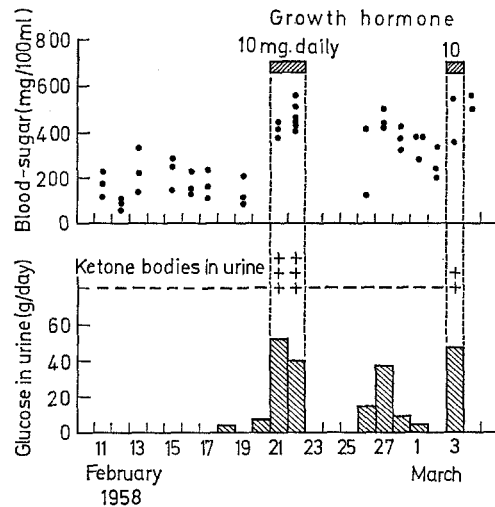 Growth hormone
10 mg. daily
10
Blood-sugar (mg/100ml)
800
600
400
200
0
Ketone bodies in urine
+ +
+ + +
+ + +
Glucose in urine (g/day)
60
40
20
0
11 13 15 17 19 21 23 25 27 1 3
February
1958
March